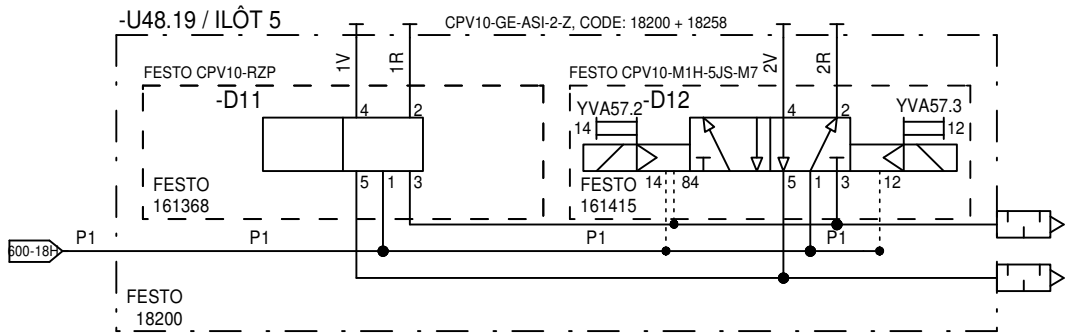 -U48.19 / ILÔT 5
CPV10-GE-ASI-2-Z, CODE: 18200 + 18258
1V
1R
2V
2R
FESTO CPV10-RZP
FESTO CPV10-M1H-5JS-M7
-D11
-D12
YVA57.2
YVA57.3
4 2
14
4 2
12
5 1 3
14 84
5 1 3
12
FESTO
161368
FESTO
161415
600-18H
P1
P1
P1
P1
FESTO
18200